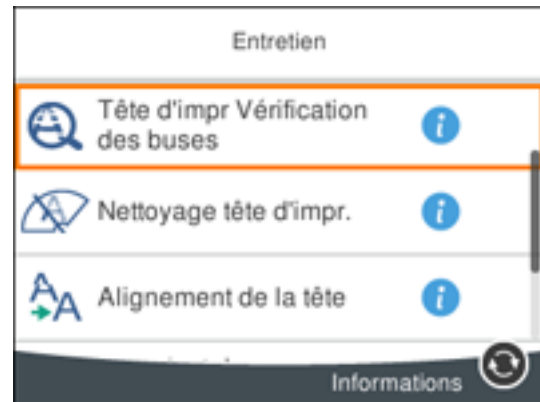 Entretien
Tête d'impr Vérification
des buses
Nettoyage tête d'impr.
Alignement de la tête
Informations